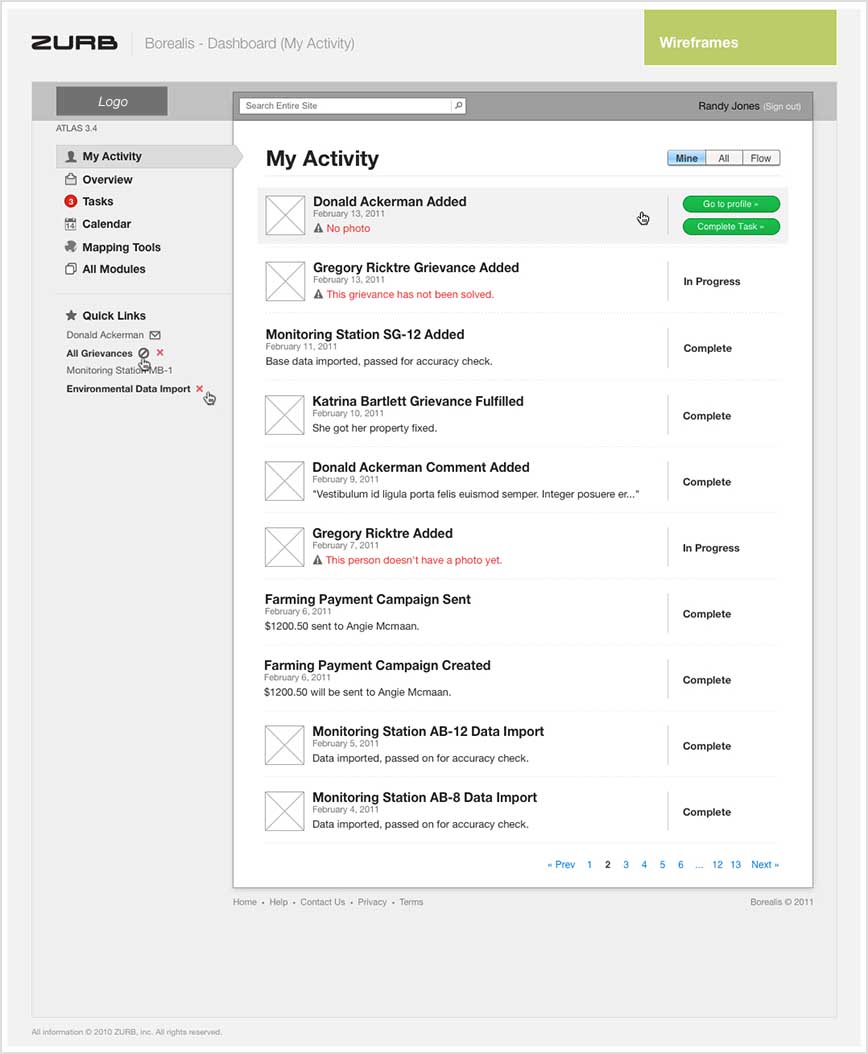 ZURB
Borealis - Dashboard (My Activity)
Wireframes
Logo
Search Entire Site
Randy Jones (Sign out)
ATLAS 3.4
My Activity
Overview
3 Tasks
14 Calendar
Mapping Tools
All Modules
Quick Links
Donald Ackerman
All Grievances
Monitoring Station MB-1
Environmental Data Import
My Activity
Mine All Flow
Donald Ackerman Added
February 13, 2011
No photo
Go to profile »
Complete Task »
Gregory Ricktre Grievance Added
February 13, 2011
This grievance has not been solved.
In Progress
Monitoring Station SG-12 Added
February 11, 2011
Base data imported, passed for accuracy check.
Complete
Katrina Bartlett Grievance Fulfilled
February 10, 2011
She got her property fixed.
Complete
Donald Ackerman Comment Added
February 9, 2011
"Vestibulum id ligula porta felis euismod semper. Integer posuere er..."
Complete
Gregory Ricktre Added
February 7, 2011
This person doesn't have a photo yet.
In Progress
Farming Payment Campaign Sent
February 6, 2011
$1200.50 sent to Angie Mcmaan.
Complete
Farming Payment Campaign Created
February 6, 2011
$1200.50 will be sent to Angie Mcmaan.
Complete
Monitoring Station AB-12 Data Import
February 5, 2011
Data imported, passed on for accuracy check.
Complete
Monitoring Station AB-8 Data Import
February 4, 2011
Data imported, passed on for accuracy check.
Complete
« Prev 1 2 3 4 5 6 ... 12 13 Next »
Home • Help • Contact Us • Privacy • Terms
Borealis © 2011
All information © 2010 ZURB, inc. All rights reserved.